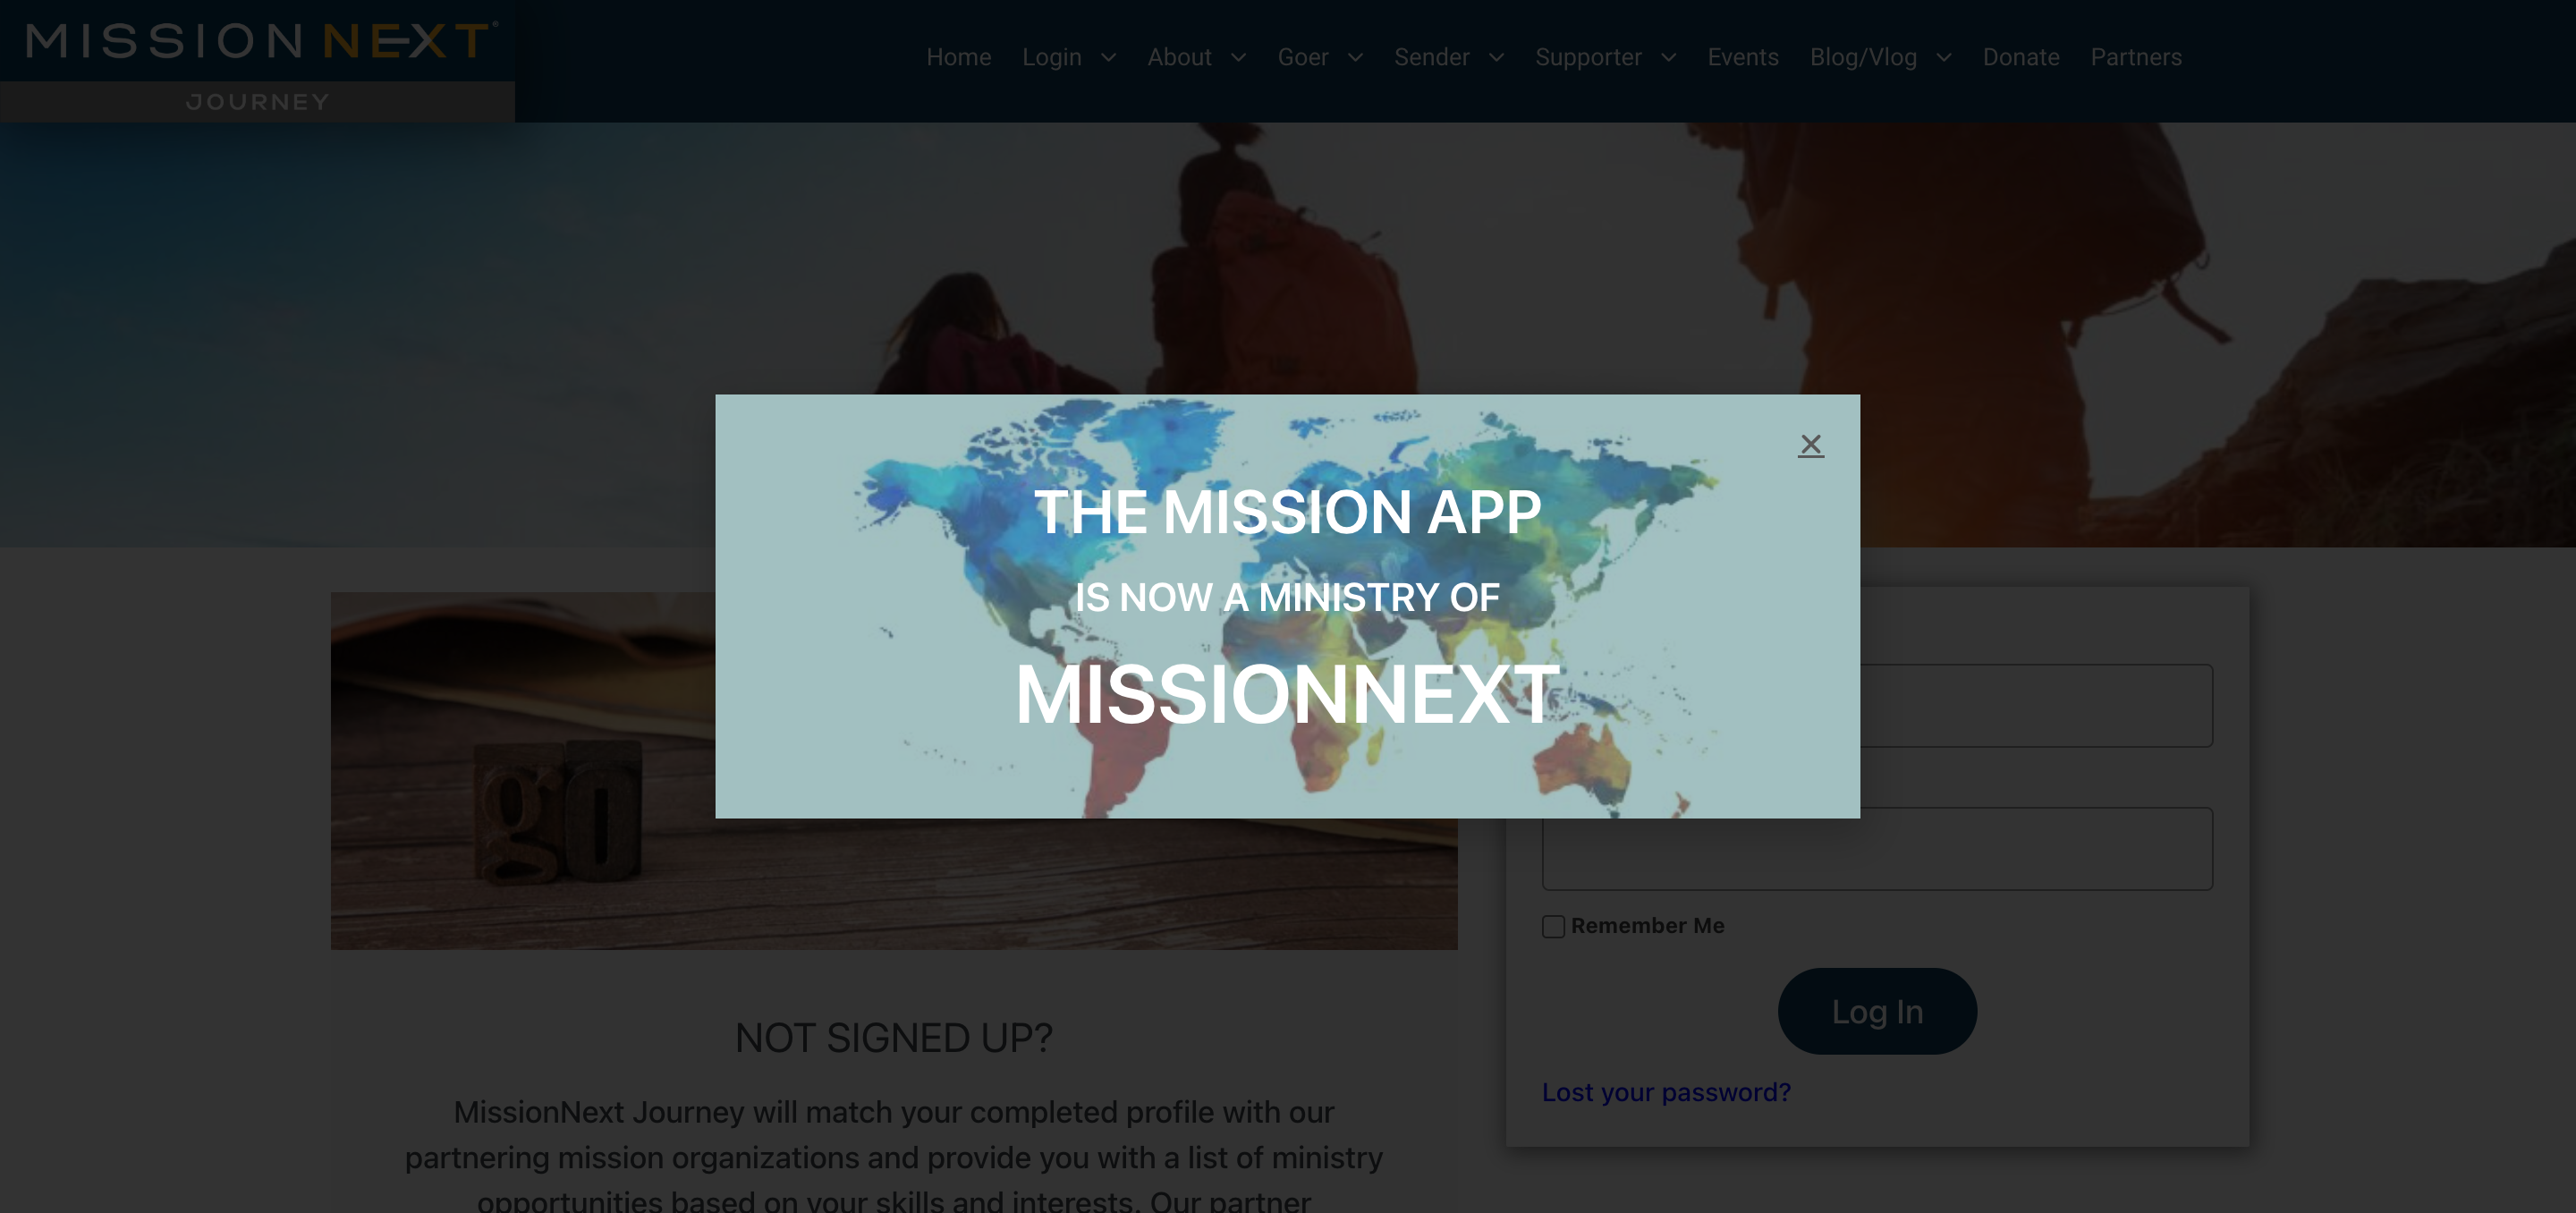 MISSION NEXT®
JOURNEY
Home Login About Goer Sender Supporter Events Blog/Vlog Donate Partners
THE MISSION APP
IS NOW A MINISTRY OF
MISSIONNEXT
go
Remember Me
Log In
Lost your password?
NOT SIGNED UP?
MissionNext Journey will match your completed profile with our
partnering mission organizations and provide you with a list of ministry
opportunities based on your skills and interests. Our partner